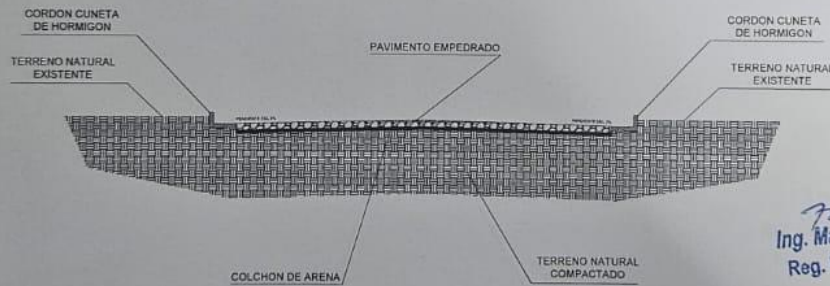 CORDON CUNETA
DE HORMIGON
TERRENO NATURAL
EXISTENTE
PAVIMENTO EMPEDRADO
CORDON CUNETA
DE HORMIGON
TERRENO NATURAL
EXISTENTE
COLCHON DE ARENA
TERRENO NATURAL
COMPACTADO
Ing.
Reg.